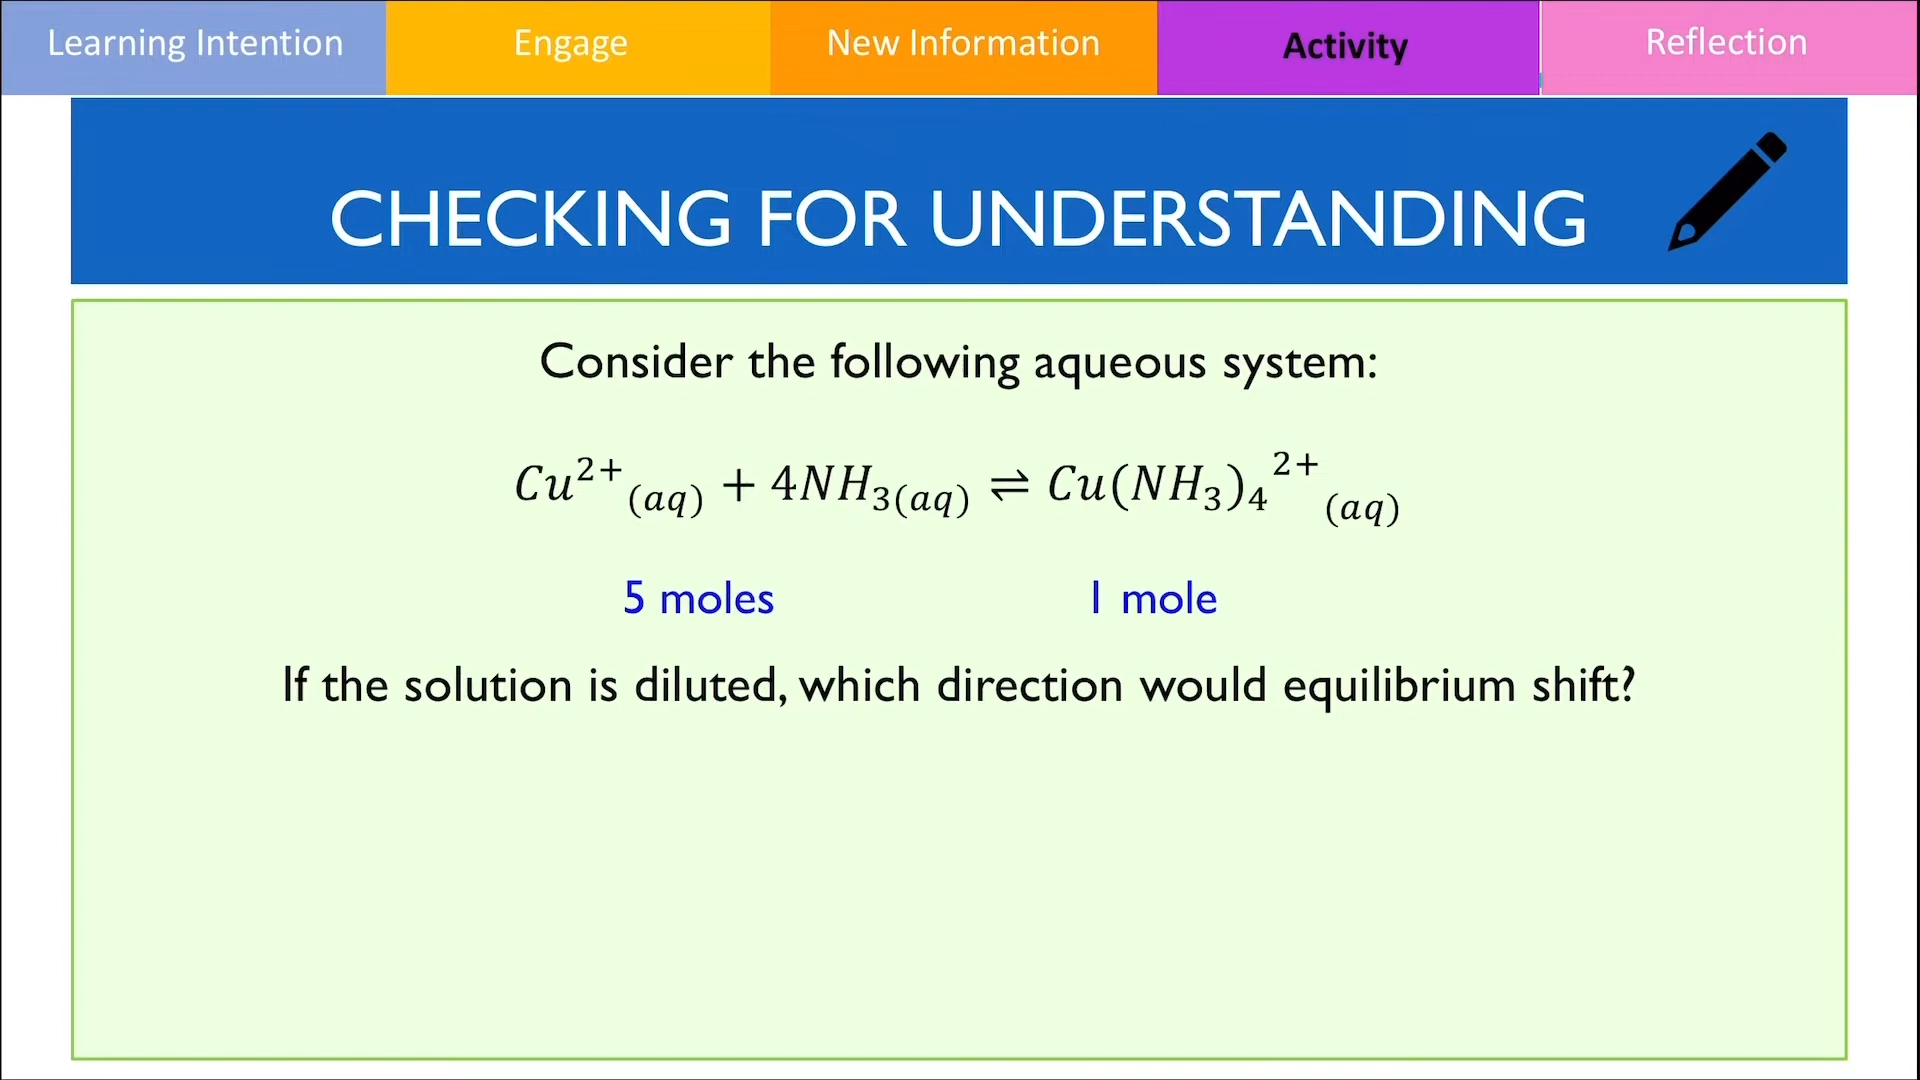 Learning Intention
Engage
New Information
Activity
Reflection
CHECKING FOR UNDERSTANDING
Consider the following aqueous system:
Cu²⁺(aq) + 4NH₃(aq) ⇌ Cu(NH₃)₄²⁺(aq)
5 moles 1 mole
If the solution is diluted, which direction would equilibrium shift?